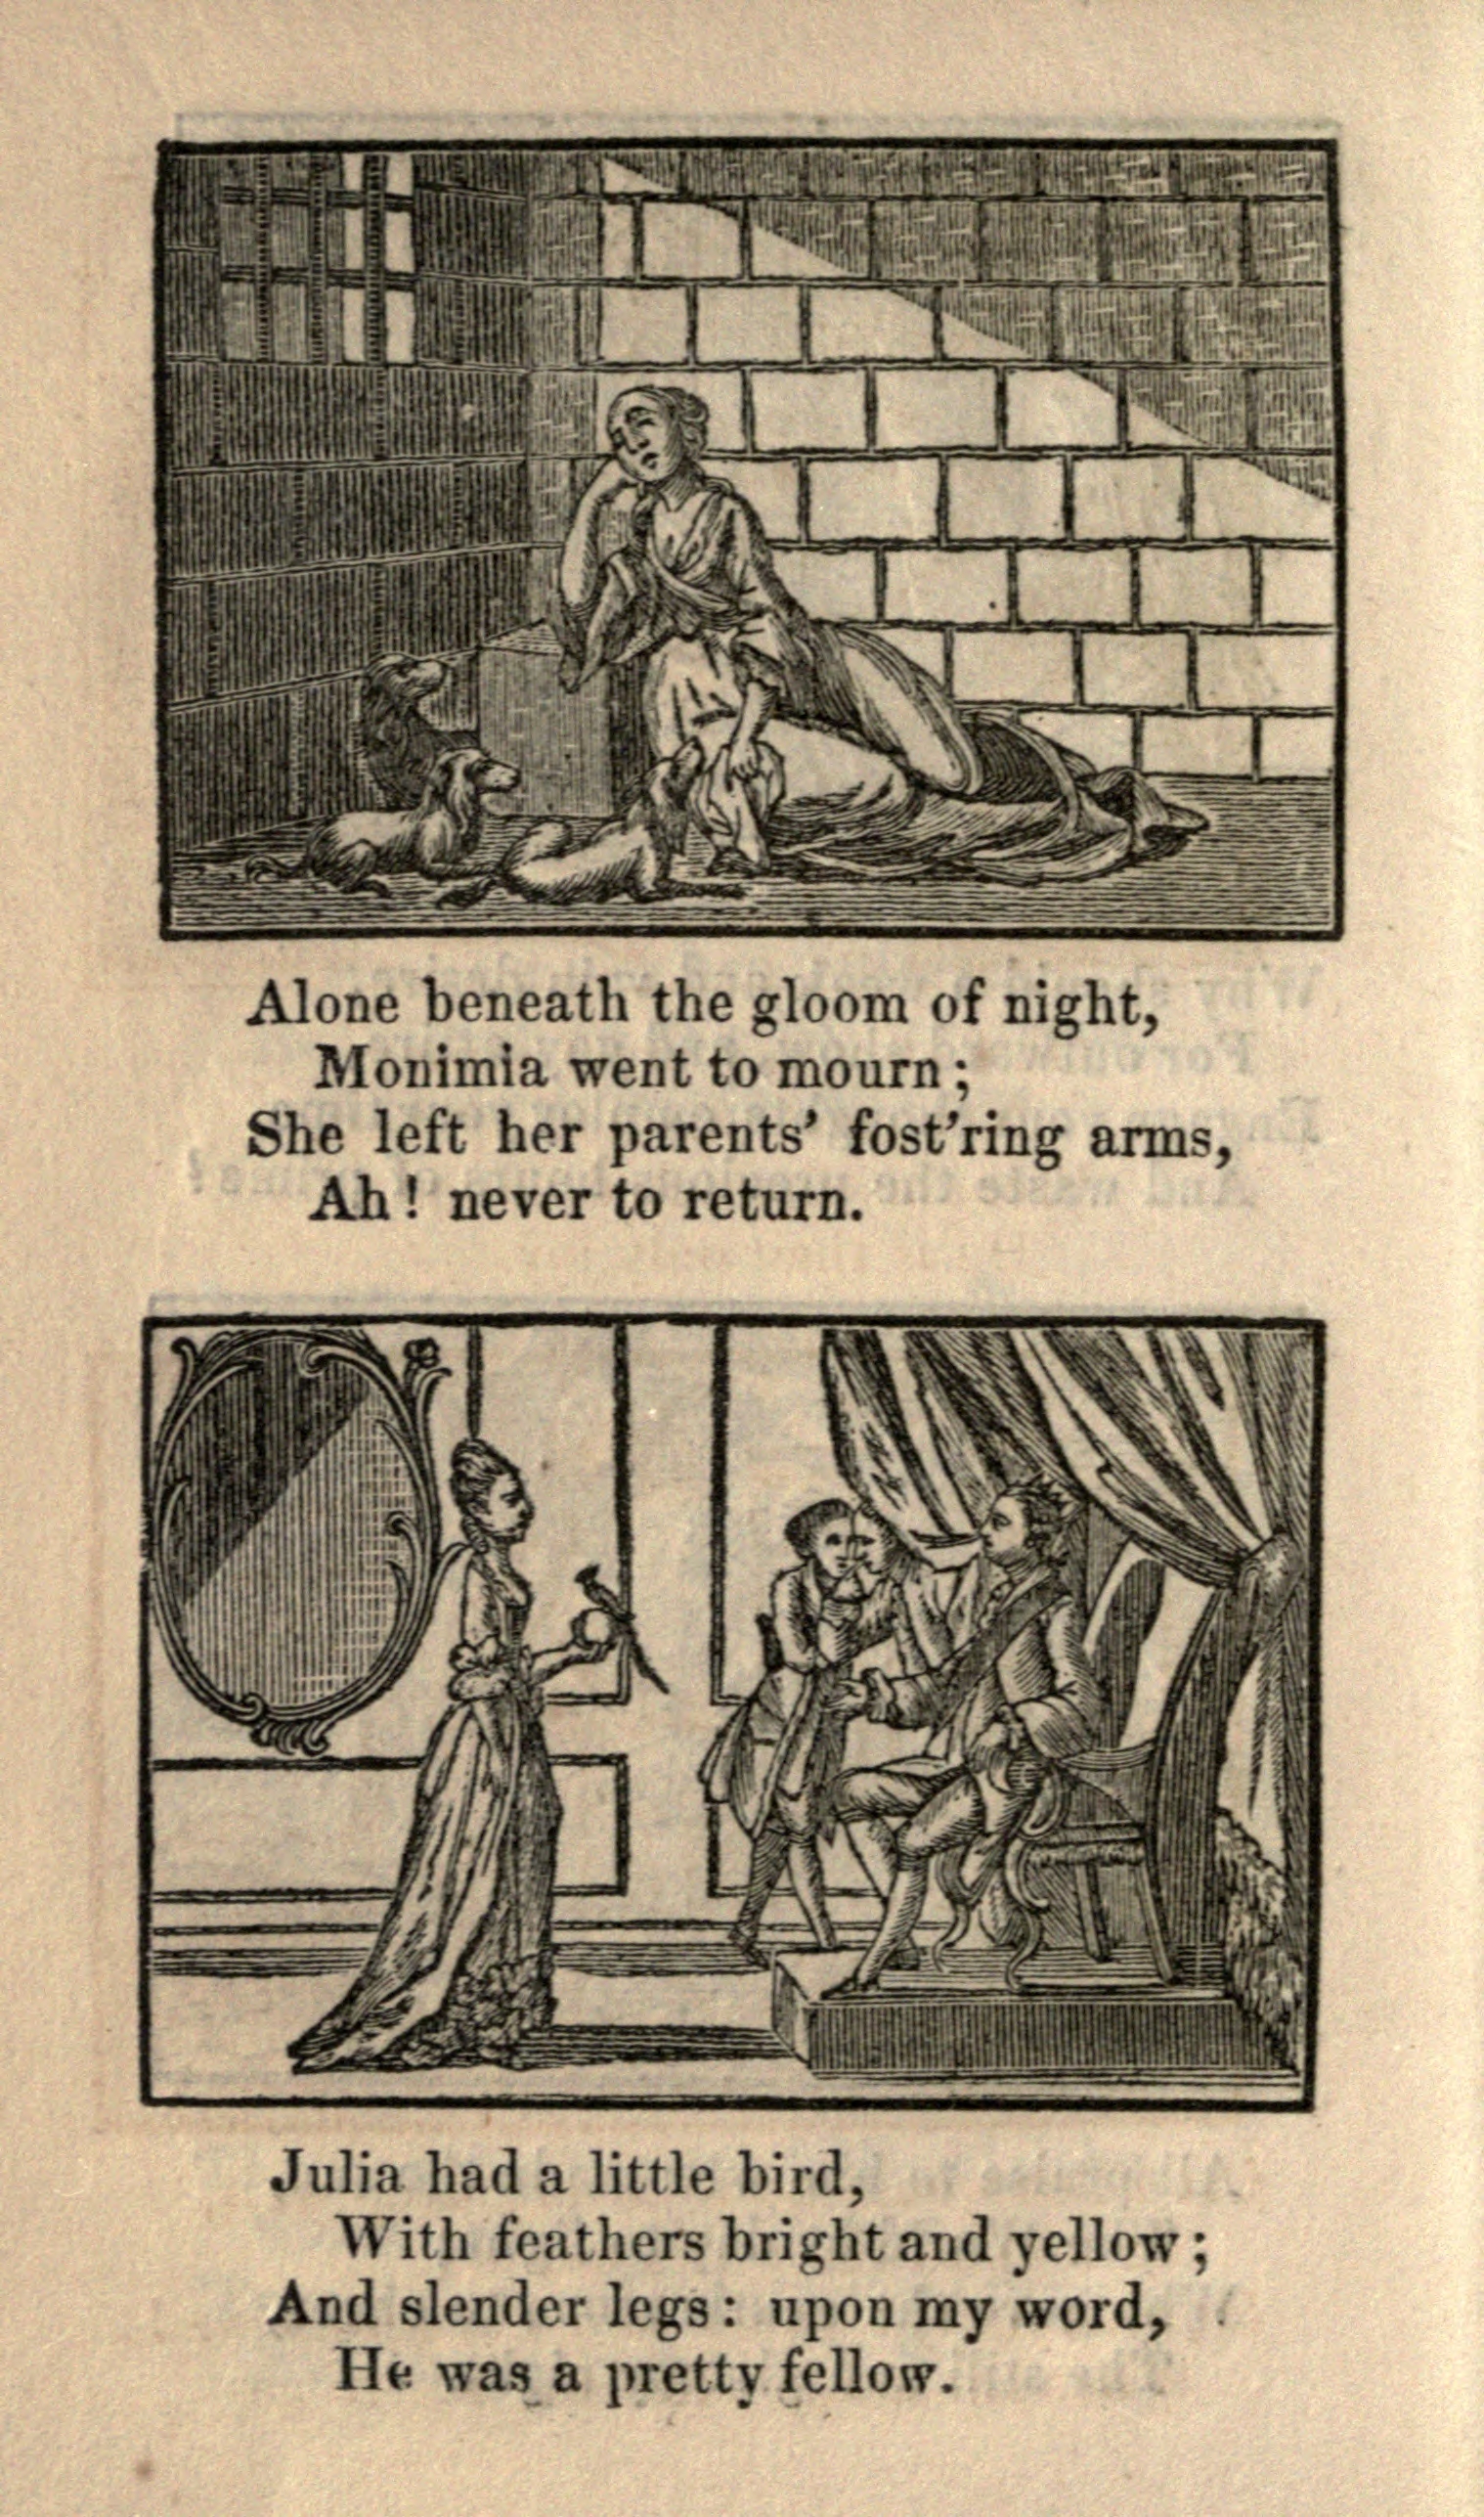 Alone beneath the gloom of night,
Monimia went to mourn;
She left her parents' fost'ring arms,
Ah! never to return.
Julia had a little bird,
With feathers bright and yellow;
And slender legs: upon my word,
He was a pretty fellow.